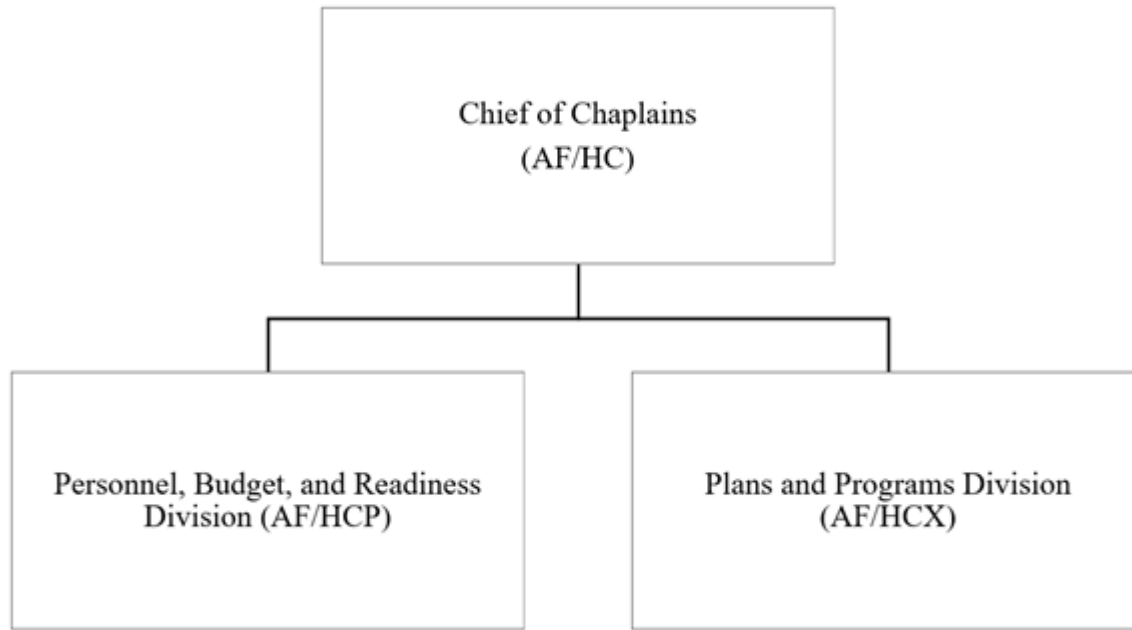 Chief of Chaplains
(AF/HC)
Personnel, Budget, and Readiness
Division (AF/HCP)
Plans and Programs Division
(AF/HCX)